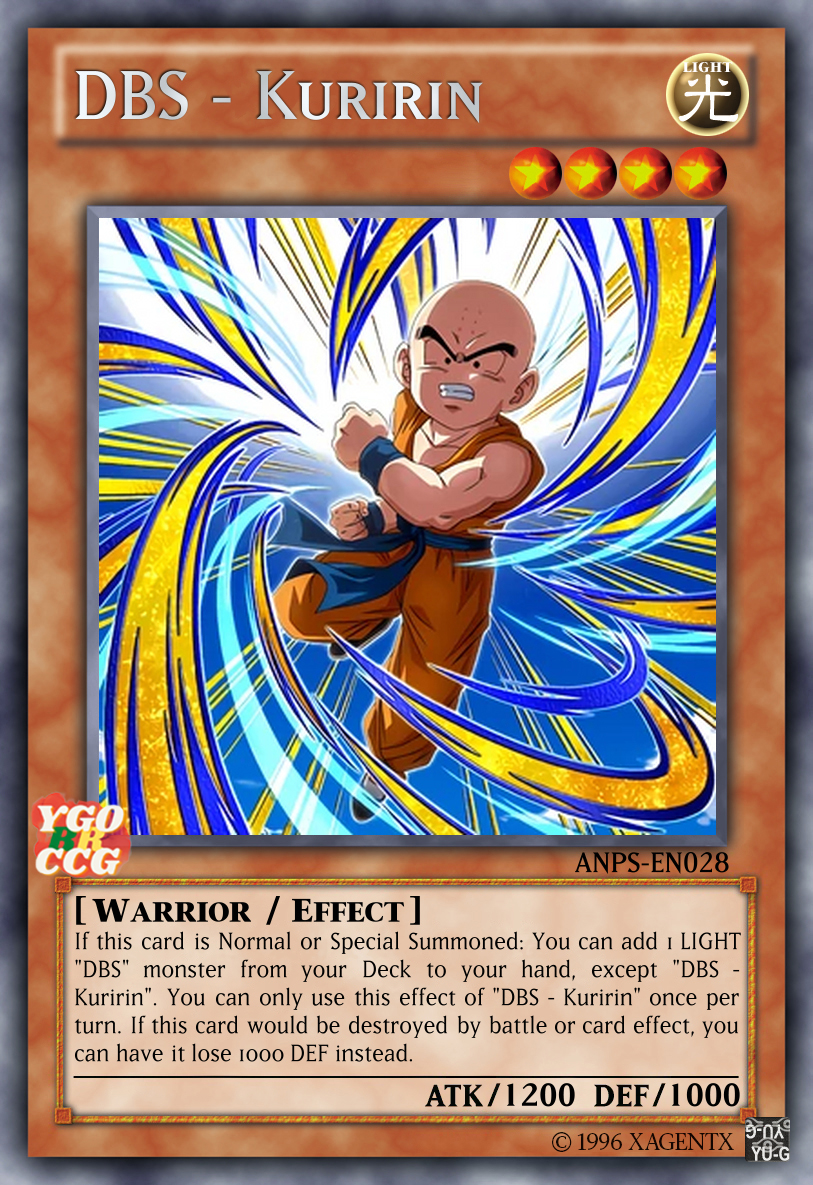 DBS - Kuririn
LIGHT
光
YGO
RR
CCG
ANPS-EN028
[ Warrior / Effect ]
If this card is Normal or Special Summoned: You can add 1 LIGHT
"DBS" monster from your Deck to your hand, except "DBS -
Kuririn". You can only use this effect of "DBS - Kuririn" once per
turn. If this card would be destroyed by battle or card effect, you
can have it lose 1000 DEF instead.
ATK/1200 DEF/1000
© 1996 XAGENTX
YU-G
YU-G